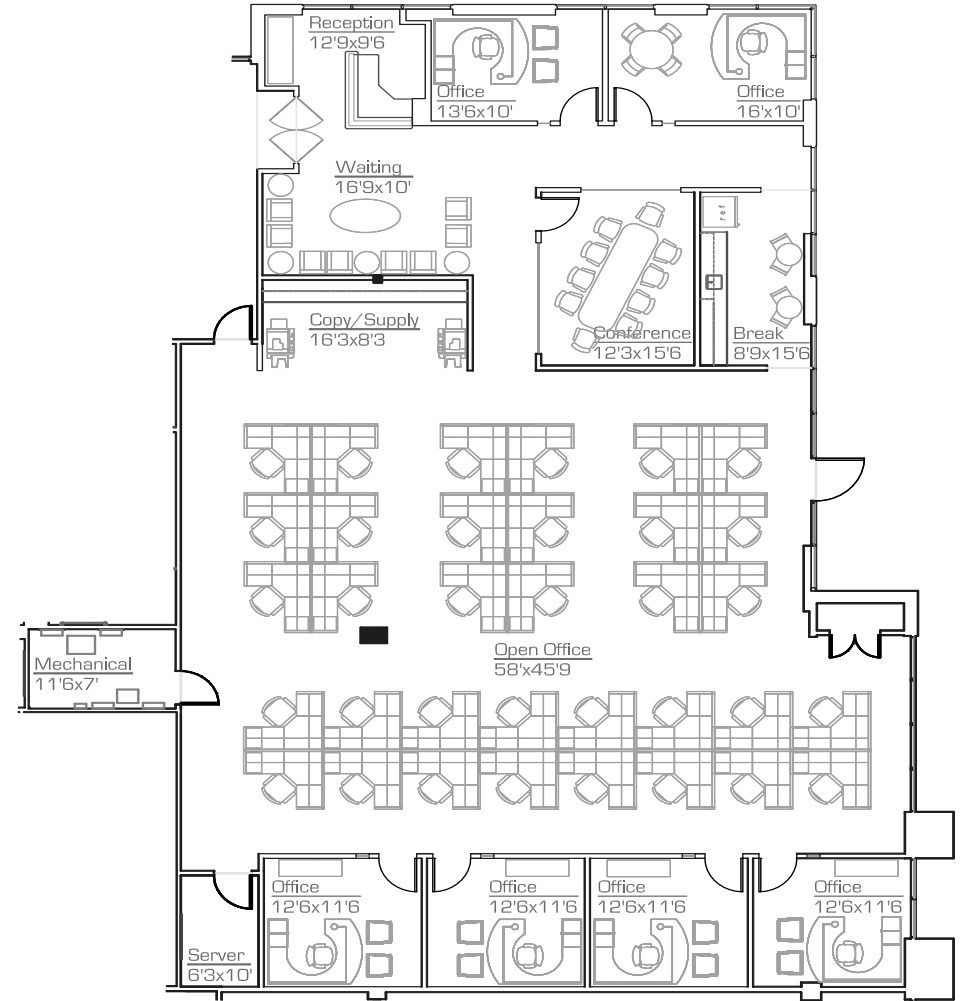 Reception
12'9x9'6
Office
13'6x10'
Office
16'x10'
Waiting
16'9x10'
ref
Copy/Supply
16'3x8'3
Conference
12'3x15'6
Break
8'9x15'6
Open Office
58'x45'9
Mechanical
11'6x7'
Office
12'6x11'6
Office
12'6x11'6
Office
12'6x11'6
Office
12'6x11'6
Server
6'3x10'